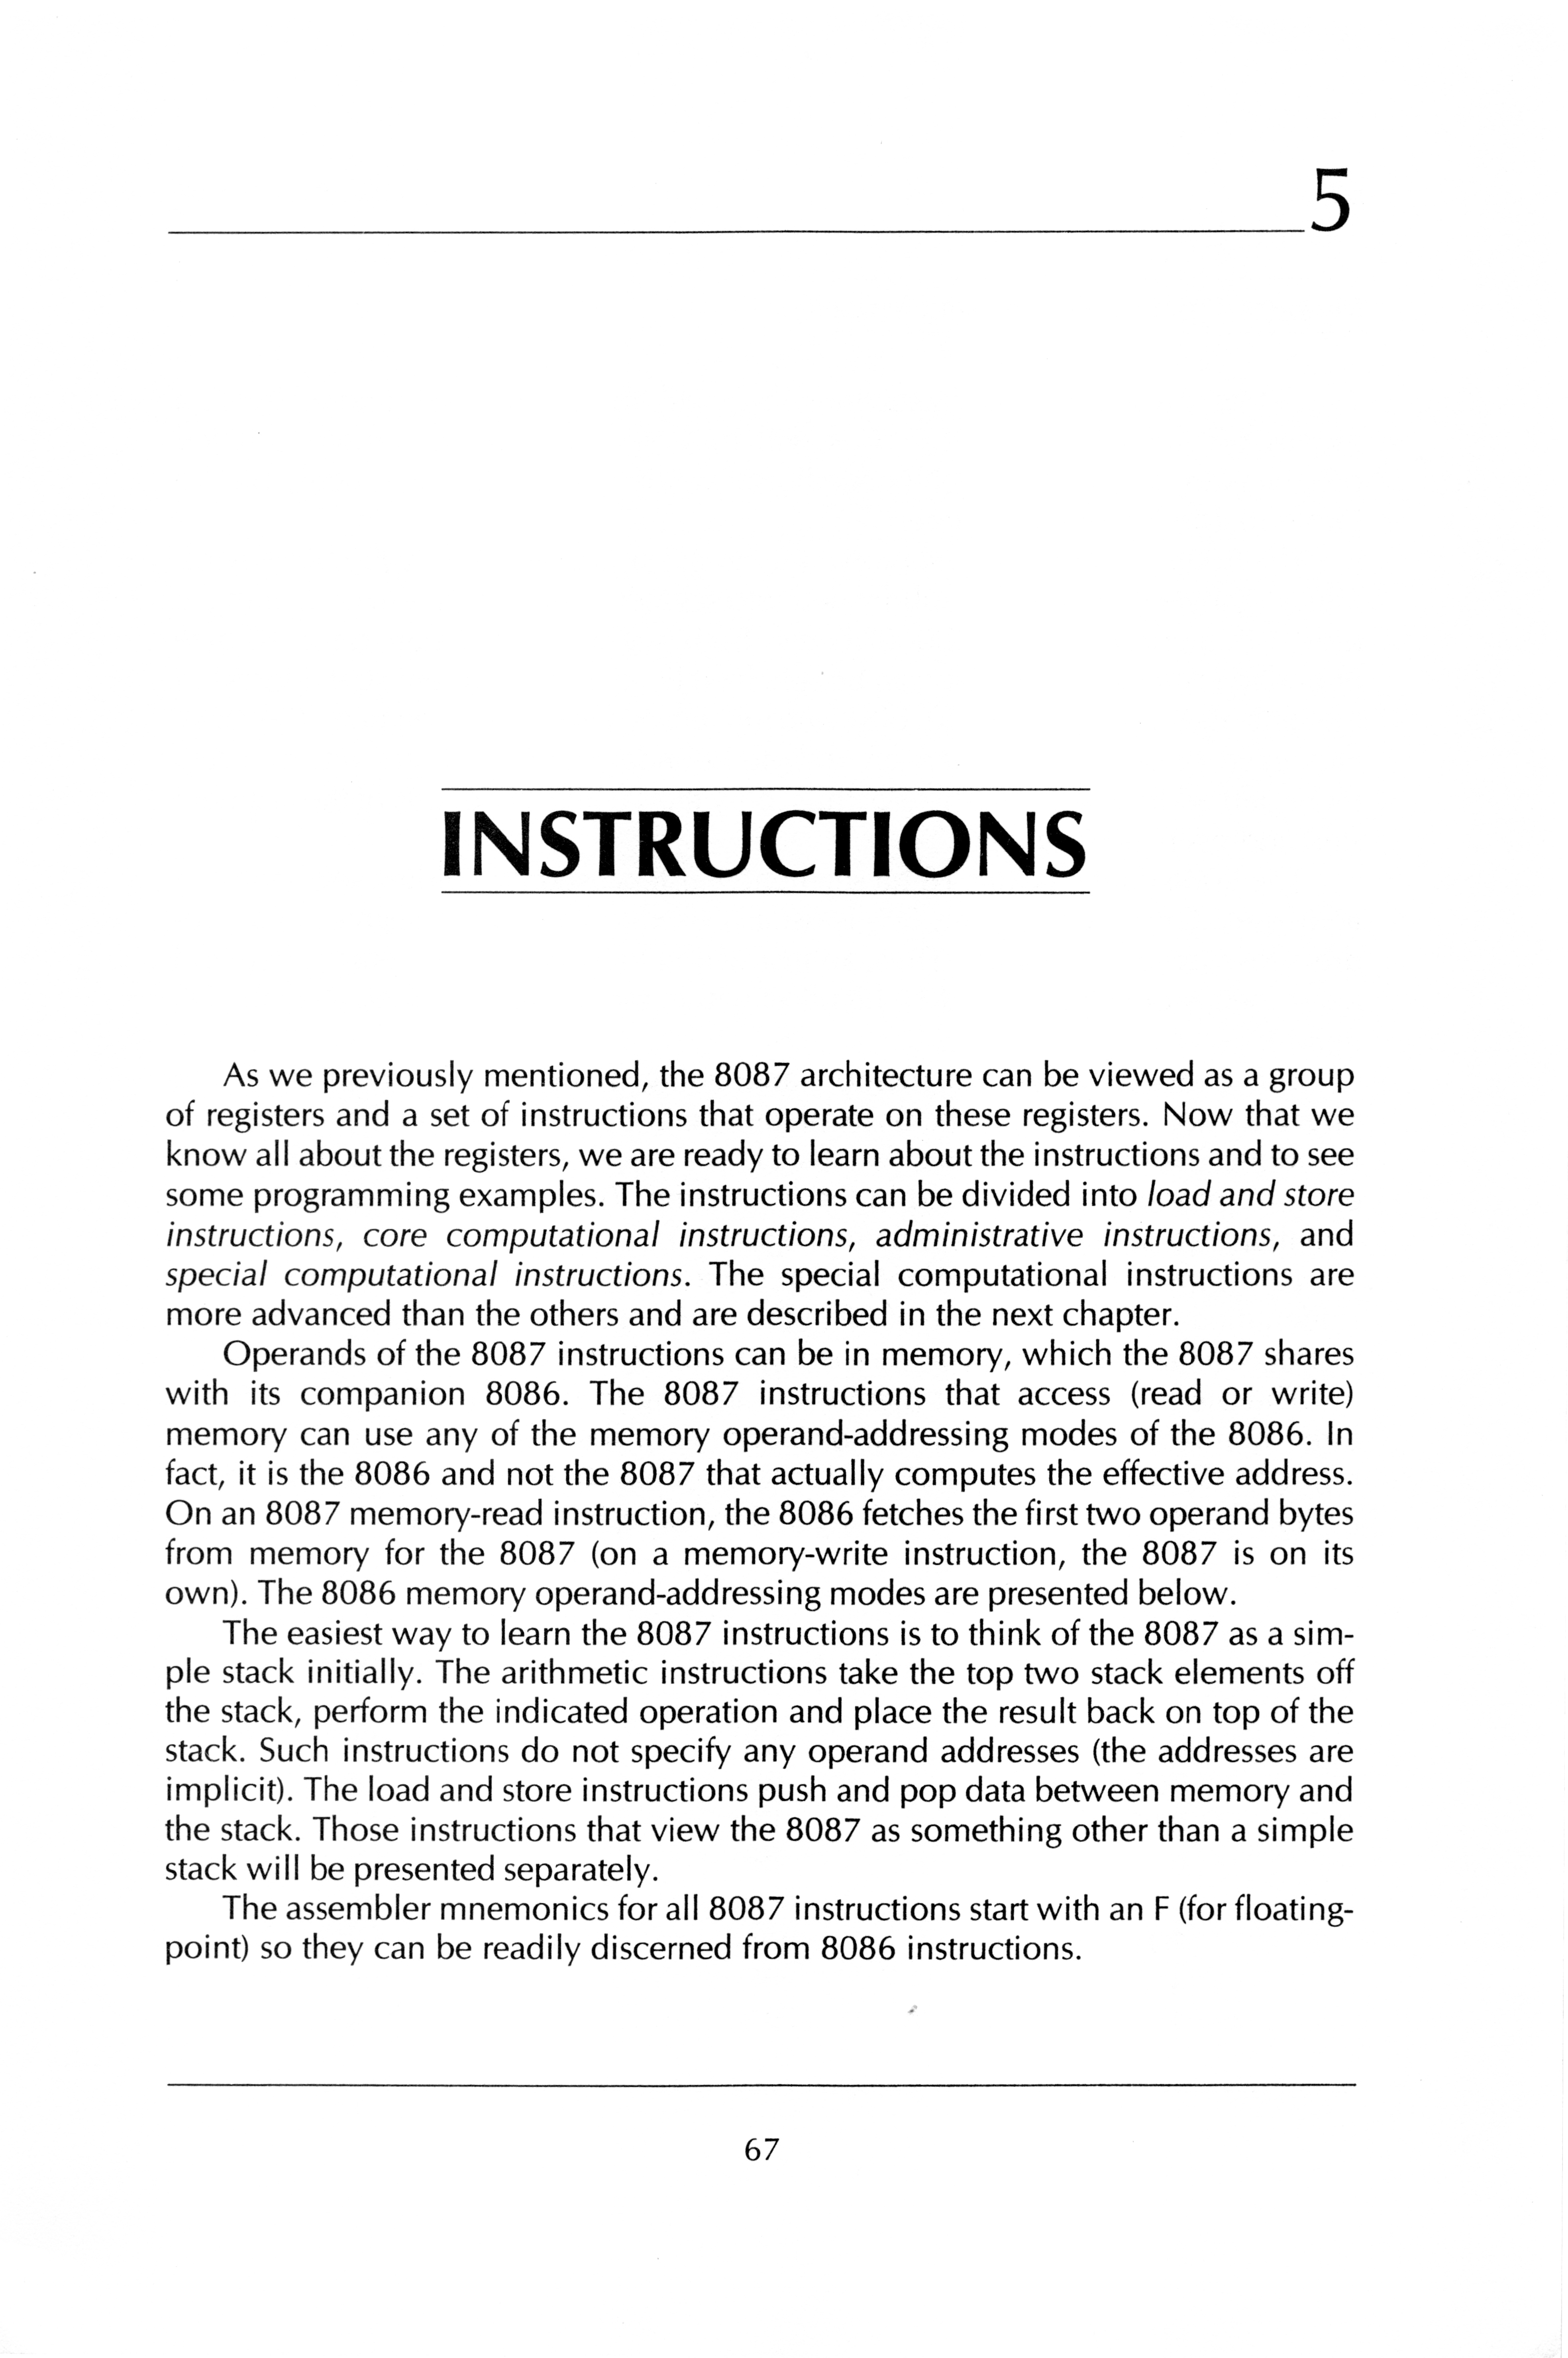 5
INSTRUCTIONS
As we previously mentioned, the 8087 architecture can be viewed as a group
of registers and a set of instructions that operate on these registers. Now that we
know all about the registers, we are ready to learn about the instructions and to see
some programming examples. The instructions can be divided into load and store
instructions, core computational instructions, administrative instructions, and
special computational instructions. The special computational instructions are
more advanced than the others and are described in the next chapter.
Operands of the 8087 instructions can be in memory, which the 8087 shares
with its companion 8086. The 8087 instructions that access (read or write)
memory can use any of the memory operand-addressing modes of the 8086. In
fact, it is the 8086 and not the 8087 that actually computes the effective address.
On an 8087 memory-read instruction, the 8086 fetches the first two operand bytes
from memory for the 8087 (on a memory-write instruction, the 8087 is on its
own). The 8086 memory operand-addressing modes are presented below.
The easiest way to learn the 8087 instructions is to think of the 8087 as a sim-
ple stack initially. The arithmetic instructions take the top two stack elements off
the stack, perform the indicated operation and place the result back on top of the
stack. Such instructions do not specify any operand addresses (the addresses are
implicit). The load and store instructions push and pop data between memory and
the stack. Those instructions that view the 8087 as something other than a simple
stack will be presented separately.
The assembler mnemonics for all 8087 instructions start with an F (for floating-
point) so they can be readily discerned from 8086 instructions.
67